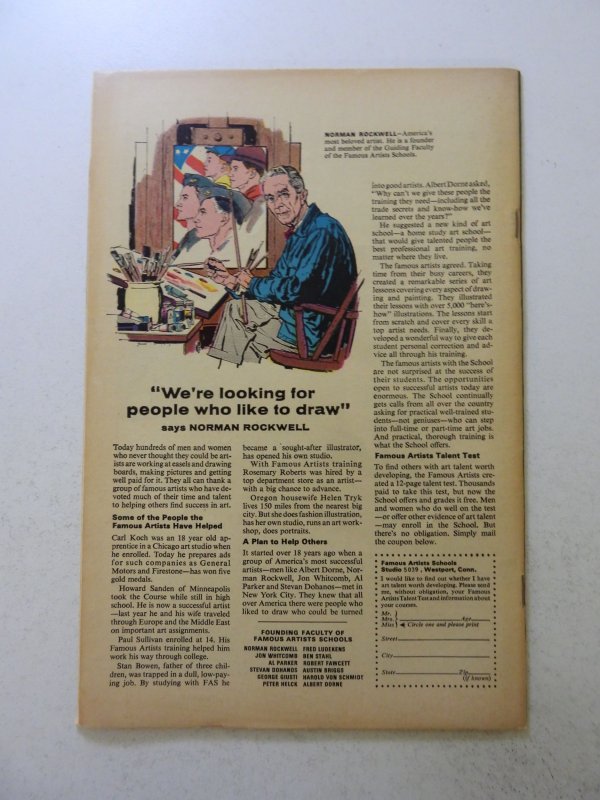 NORMAN ROCKWELL—America's
most beloved artist. He is a founder
and member of the Guiding Faculty
of the Famous Artists Schools.
"We're looking for
people who like to draw"
says NORMAN ROCKWELL
Today hundreds of men and women
who never thought they could be art-
ists are working at easels and drawing
boards, making pictures and getting
well paid for it. They all can thank a
group of famous artists who have de-
voted much of their time and talent
to helping others find success in art.
Some of the People the
Famous Artists Have Helped
Carl Koch was an 18 year old ap-
prentice in a Chicago art studio when
he enrolled. Today he prepares ads
for such companies as General
Motors and Firestone—has won five
gold medals.
Howard Sanden of Minneapolis
took the Course while still in high
school. He is now a successful artist
—last year he and his wife traveled
through Europe and the Middle East
on important art assignments.
Paul Sullivan enrolled at 14. His
Famous Artists training helped him
work his way through college.
Stan Bowen, father of three chil-
dren, was trapped in a dull, low-pay-
ing job. By studying with FAS he
became a sought-after illustrator,
has opened his own studio.
With Famous Artists training
Rosemary Roberts was hired by a
top department store as an artist—
with a big chance to advance.
Oregon housewife Helen Tryk
lives 150 miles from the nearest big
city. But she does fashion illustration,
has her own studio, runs an art work-
shop, does portraits.
A Plan to Help Others
It started over 18 years ago when a
group of America's most successful
artists—men like Albert Dorne, Nor-
man Rockwell, Jon Whitcomb, Al
Parker and Stevan Dohanos—met in
New York City. They knew that all
over America there were people who
liked to draw who could be turned
FOUNDING FACULTY OF
FAMOUS ARTISTS SCHOOLS
NORMAN ROCKWELL FRED LUDEKENS
JON WHITCOMB BEN STAHL
AL PARKER ROBERT FAWCETT
STEVAN DOHANOS AUSTIN BRIGGS
GEORGE GIUSTI HAROLD VON SCHMIDT
PETER HELCK ALBERT DORNE
into good artists. Albert Dorne asked,
"Why can't we give these people the
training they need—including all the
trade secrets and know-how we've
learned over the years?"
He suggested a new kind of art
school—a home study art school—
that would give talented people the
best professional art training, no
matter where they live.
The famous artists agreed. Taking
time from their busy careers, they
created a remarkable series of art
lessons covering every aspect of draw-
ing and painting. They illustrated
their lessons with over 5,000 "here's-
how" illustrations. The lessons start
from scratch and cover every skill a
top artist needs. Finally, they de-
veloped a wonderful way to give each
student personal correction and ad-
vice all through his training.
The famous artists with the School
are not surprised at the success of
their students. The opportunities
open to successful artists today are
enormous. The School continually
gets calls from all over the country
asking for practical well-trained stu-
dents—not geniuses—who can step
into full-time or part-time art jobs.
And practical, thorough training is
what the School offers.
Famous Artists Talent Test
To find others with art talent worth
developing, the Famous Artists cre-
ated a 12-page talent test. Thousands
paid to take this test, but now the
School offers and grades it free. Men
and women who do well on the test
—or offer other evidence of art talent
—may enroll in the School. But
there's no obligation. Simply mail
the coupon below.
Famous Artists Schools
Studio 5039, Westport, Conn.
I would like to find out whether I have
art talent worth developing. Please send
me, without obligation, your Famous
Artists Talent Test and information about
your courses.
Mr.
Mrs. Age
Miss Circle one and please print
Street
City
State Zip
(if known)